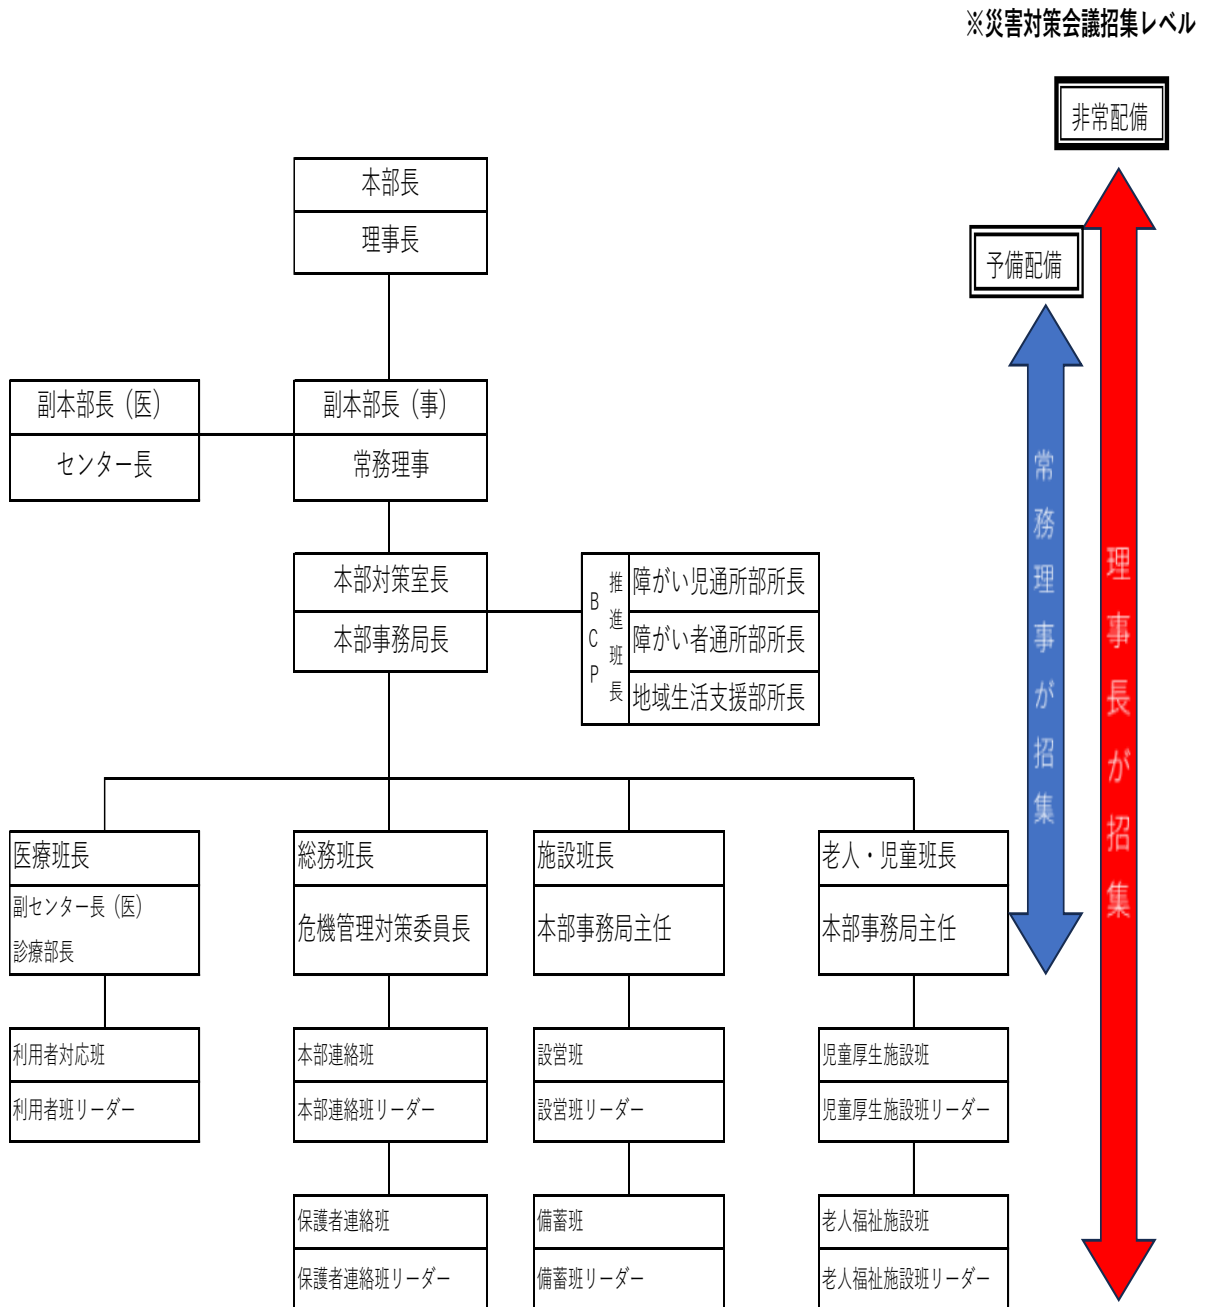 ※災害対策会議招集レベル
非常配備
本部長
理事長
予備配備
副本部長（医）
センター長
副本部長（事）
常務理事
本部対策室長
本部事務局長
BCP
推進班長
障がい児通所部所長
障がい者通所部所長
地域生活支援部所長
常務理事が招集
理事長が招集
医療班長
副センター長（医）
診療部長
総務班長
危機管理対策委員長
施設班長
本部事務局主任
老人・児童班長
本部事務局主任
利用者対応班
利用者班リーダー
本部連絡班
本部連絡班リーダー
設営班
設営班リーダー
児童厚生施設班
児童厚生施設班リーダー
保護者連絡班
保護者連絡班リーダー
備蓄班
備蓄班リーダー
老人福祉施設班
老人福祉施設班リーダー